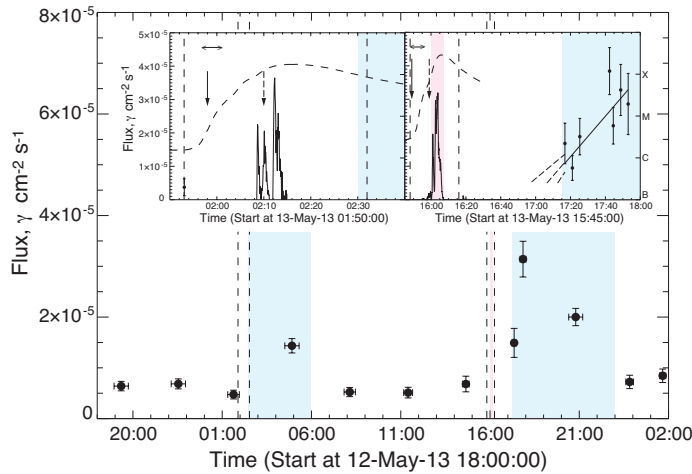 8×10⁻⁵
6×10⁻⁵
4×10⁻⁵
2×10⁻⁵
0
Flux, γ cm⁻² s⁻¹
20:00 01:00 06:00 11:00 16:00 21:00 02:00
Time (Start at 12-May-13 18:00:00)
5×10⁻⁵
4×10⁻⁵
3×10⁻⁵
2×10⁻⁵
1×10⁻⁵
0
Flux, γ cm⁻² s⁻¹
02:00 02:10 02:20 02:30
Time (Start at 13-May-13 01:50:00)
X
M
C
B
16:00 16:20 16:40 17:00 17:20 17:40 18:00
Time (Start at 13-May-13 15:45:00)